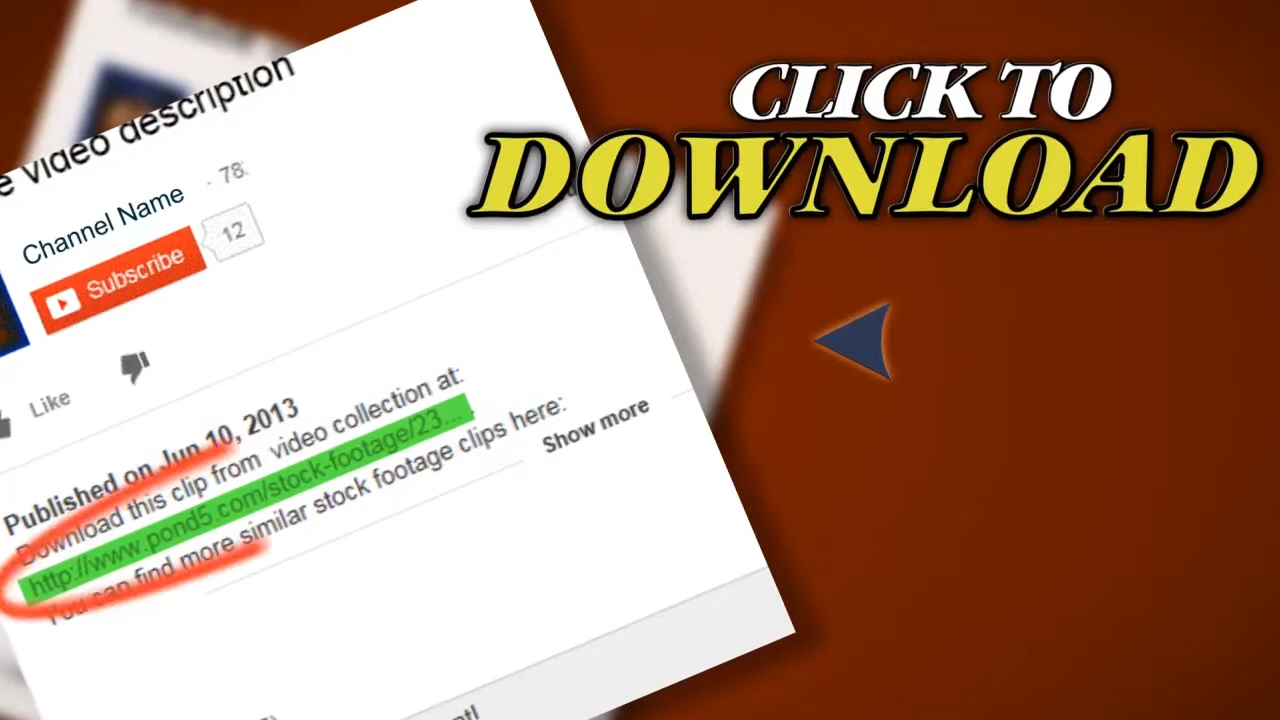 CLICK TO
DOWNLOAD
e video description
Channel Name
Subscribe
12
Like
Published on Jun 10, 2013
Download this clip from video collection at:
http://www.pond5.com/stock-footage/23...
You can find more similar stock footage clips here:
Show more